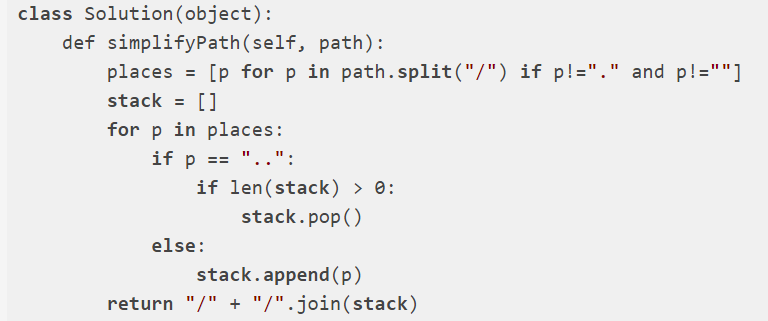 class Solution(object):
    def simplifyPath(self, path):
        places = [p for p in path.split("/") if p!="." and p!=""]
        stack = []
        for p in places:
            if p == "..":
                if len(stack) > 0:
                    stack.pop()
            else:
                stack.append(p)
        return "/" + "/".join(stack)